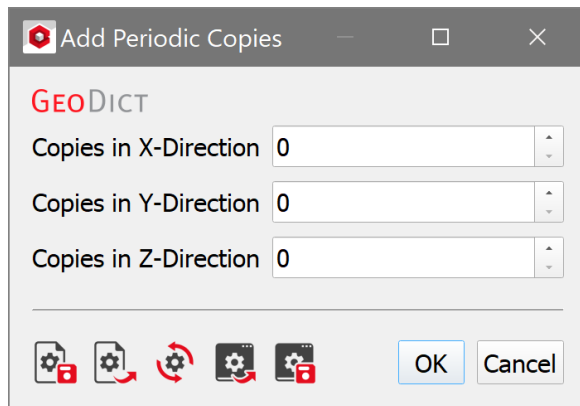 Add Periodic Copies
GEODICT
Copies in X-Direction 0
Copies in Y-Direction 0
Copies in Z-Direction 0
OK Cancel